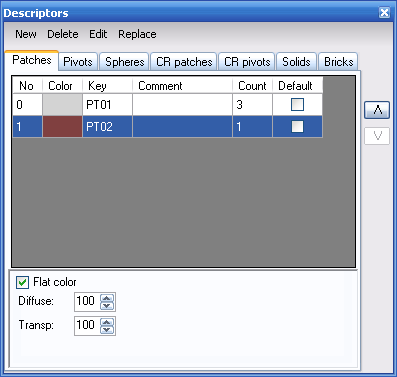 Descriptors
New Delete Edit Replace
Patches Pivots Spheres CR patches CR pivots Solids Bricks
No Color Key Comment Count Default
0 PT01 3
1 PT02 1
Flat color
Diffuse: 100
Transp: 100